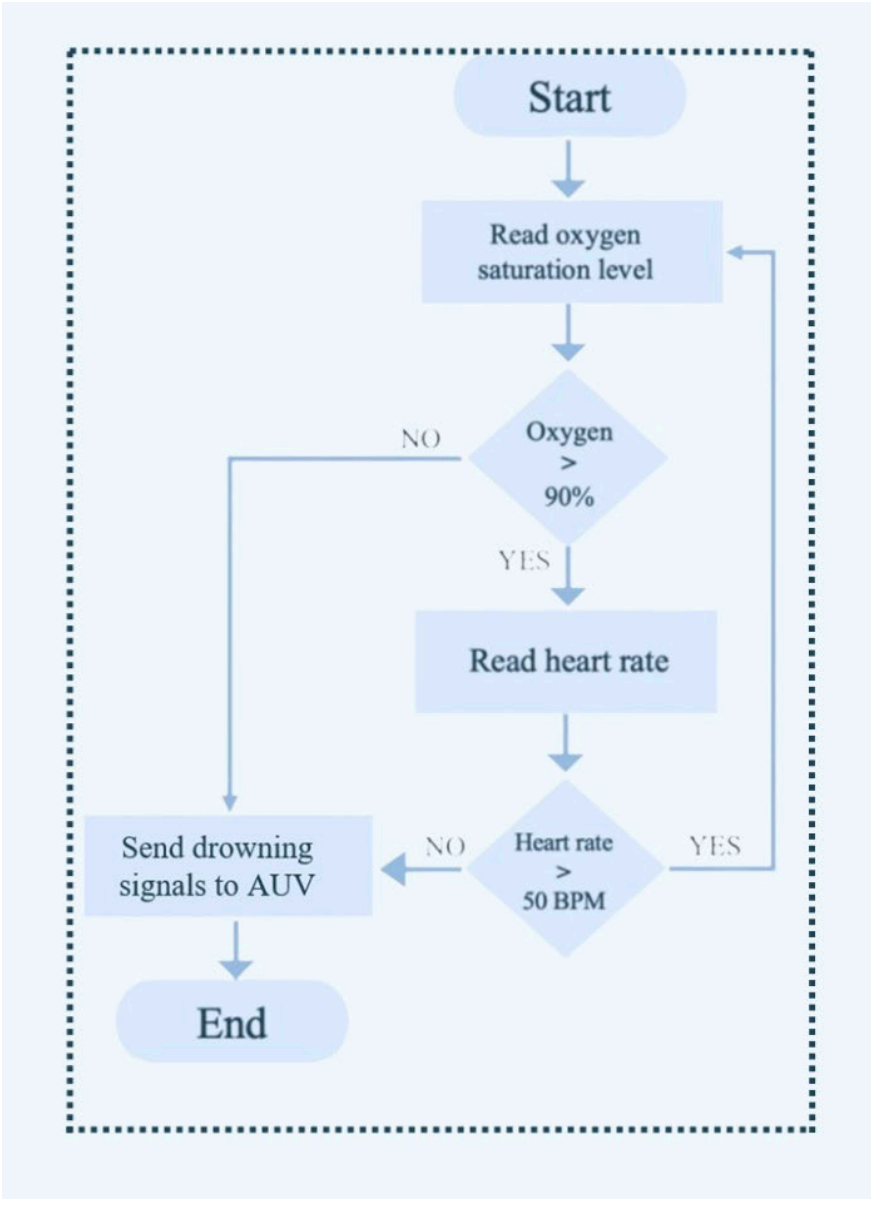 Start
Read oxygen
saturation level
Oxygen
>
90%
NO
YES
Read heart rate
Heart rate
>
50 BPM
NO
YES
Send drowning
signals to AUV
End